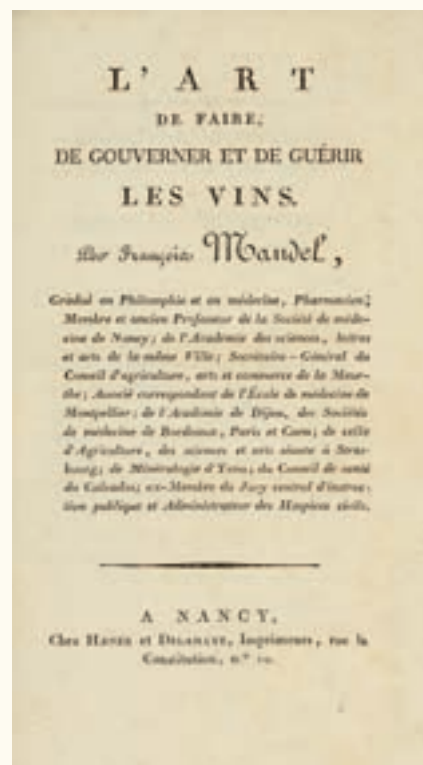 L'ART
DE FAIRE,
DE GOUVERNER ET DE GUÉRIR
LES VINS.
Par François Mandel,
Gradué en Philosophie et en médecine, Pharmacien;
Membre et ancien Professeur de la Société de méde-
cine de Nancy; de l'Académie des sciences, lettres
et arts de la même Ville; Secrétaire-Général du
Conseil d'agriculture, arts et commerce de la Meur-
the; Associé correspondant de l'École de médecine de
Montpellier; de l'Académie de Dijon, des Sociétés
de médecine de Bordeaux, Paris et Caen; de celle
d'Agriculture, des sciences et arts séante à Stras-
bourg; de Minéralogie d'Yena; du Conseil de santé
du Calvados; ex-Membre du Jury central d'instruc-
tion publique et Administrateur des Hospices civils.
A NANCY,
Chez et Imprimeurs, rue la
Constitution, n.°